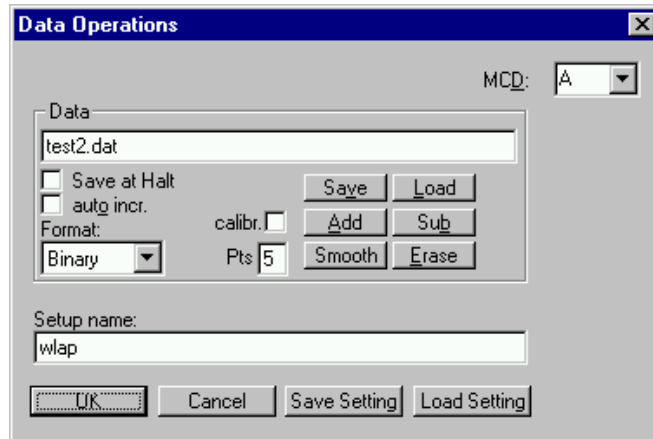 Data Operations
MCD: A
Data
test2.dat
Save at Halt
auto incr.
Save Load
calibr. Add Sub
Format:
Binary Pts 5 Smooth Erase
Setup name:
wlap
OK Cancel Save Setting Load Setting